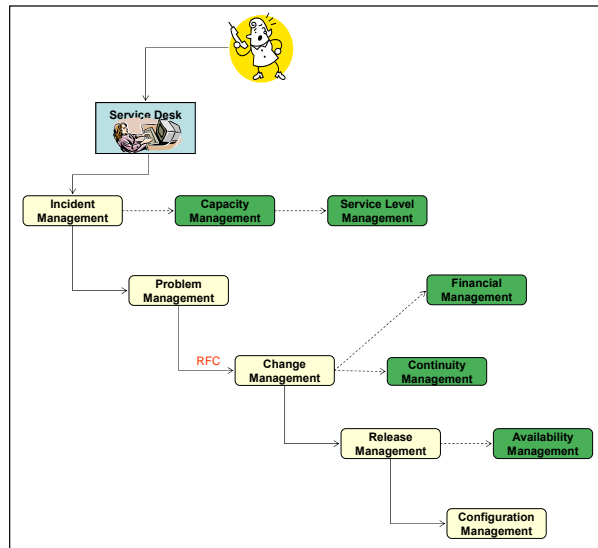 Service Desk
Incident
Management
Capacity
Management
Service Level
Management
Problem
Management
Financial
Management
RFC
Change
Management
Continuity
Management
Release
Management
Availability
Management
Configuration
Management